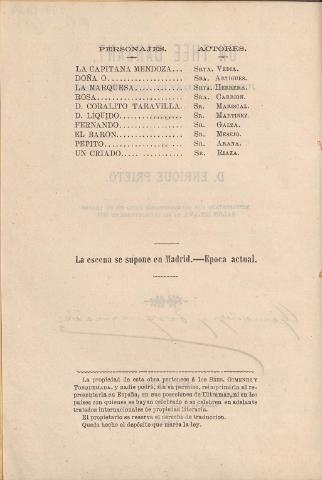 PERSONAJES. ACTORES.
LA CAPITANA MENDOZA... SRTA. VEDIA.
DOÑA O................ SRA. ARTIGUES.
LA MARQUESA........... SRTA. HERRERA.
ROSA.................. SRA. CARRION.
D. CORALITO TARAVILLA. SR. MARISCAL.
D. LIQUIDO............ SR. MARTINEZ.
FERNANDO.............. SR. GALZA.
EL BARON.............. SR. MESEJO.
PEPITO................ SR. ARANA.
UN CRIADO............. SR. RIAZA.
La escena se supone en Madrid.—Epoca actual.
La propiedad de esta obra pertenece á los SRES. GIMENEZ Y
TORQUEMADA, y nadie podrá, sin su permiso, reimprimirla ni re-
presentarla en España, en sus posesiones de Ultramar, ni en los
países con quienes se hayan celebrado ó se celebren en adelante
tratados internacionales de propiedad literaria.
El propietario se reserva el derecho de traduccion.
Queda hecho el depósito que marca la ley.